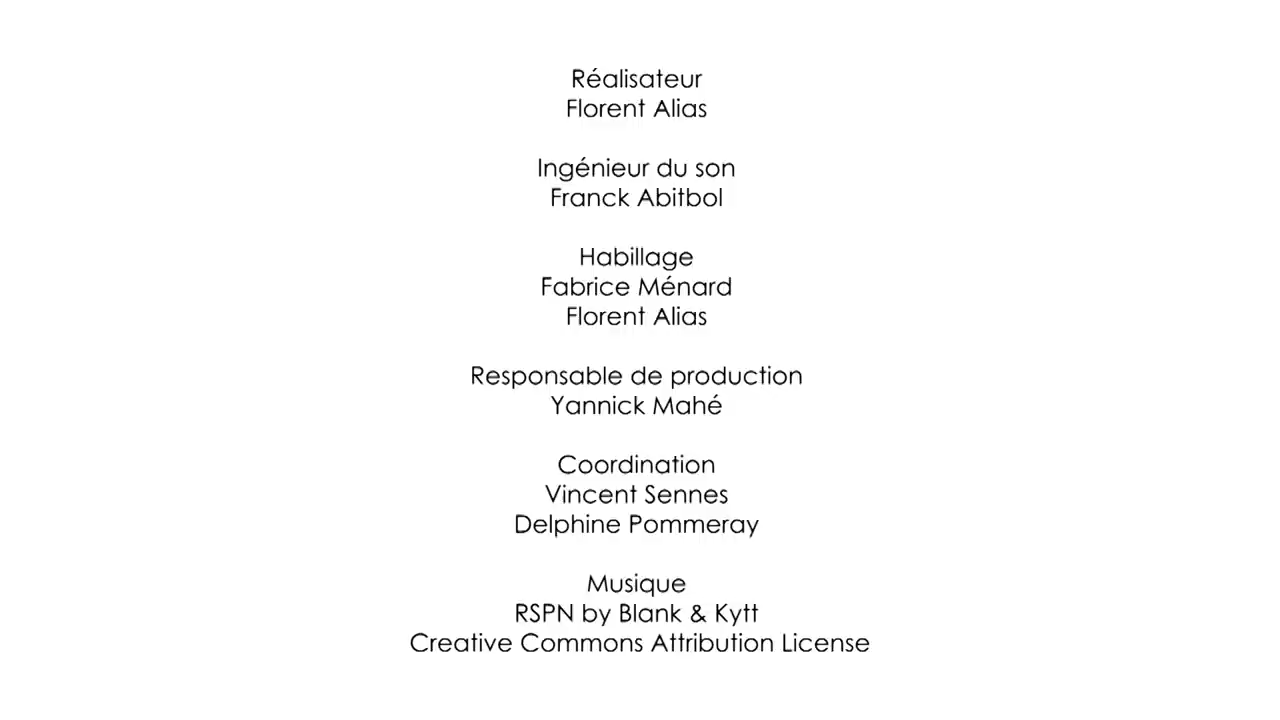 Réalisateur
Florent Alias
Ingénieur du son
Franck Abitbol
Habillage
Fabrice Ménard
Florent Alias
Responsable de production
Yannick Mahé
Coordination
Vincent Sennes
Delphine Pommeray
Musique
RSPN by Blank & Kytt
Creative Commons Attribution License